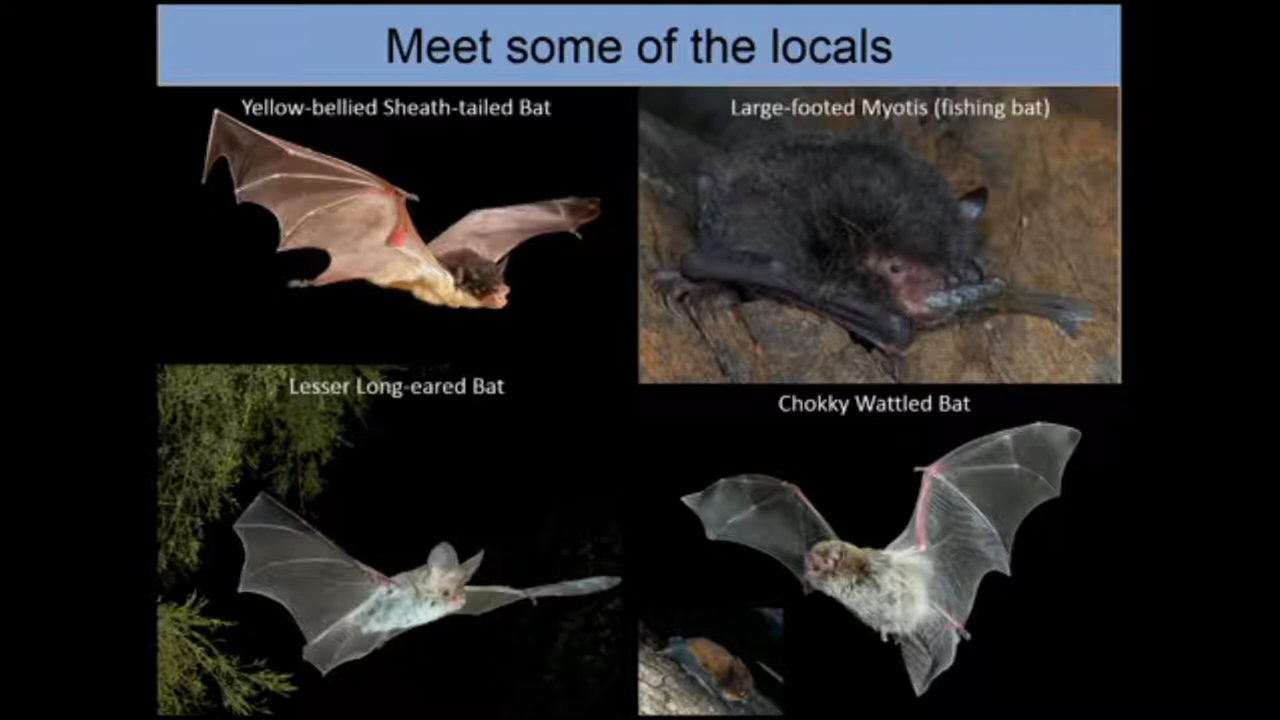 Meet some of the locals
Yellow-bellied Sheath-tailed Bat
Large-footed Myotis (fishing bat)
Lesser Long-eared Bat
Chokky Wattled Bat